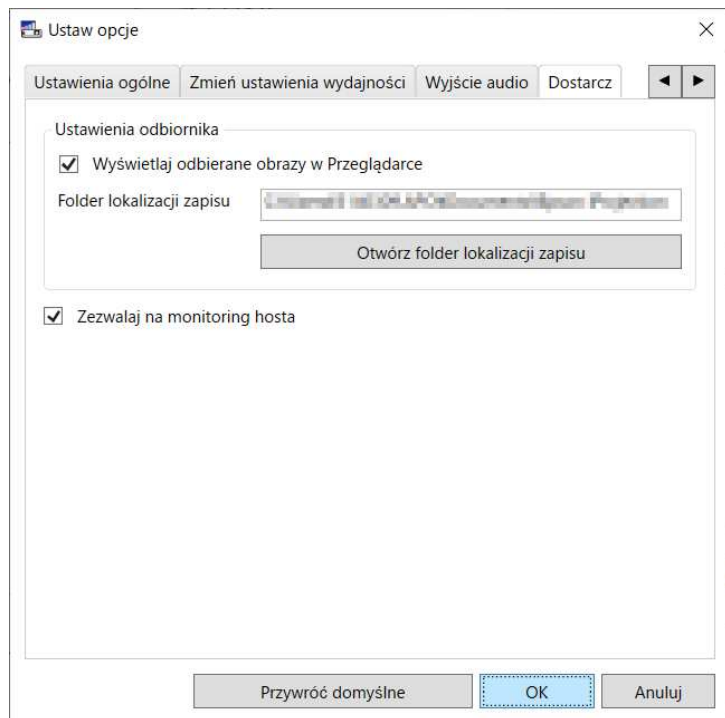 Ustaw opcje
Ustawienia ogólne Zmień ustawienia wydajności Wyjście audio Dostarcz
Ustawienia odbiornika
Wyświetlaj odbierane obrazy w Przeglądarce
Folder lokalizacji zapisu
Otwórz folder lokalizacji zapisu
Zezwalaj na monitoring hosta
Przywróć domyślne OK Anuluj